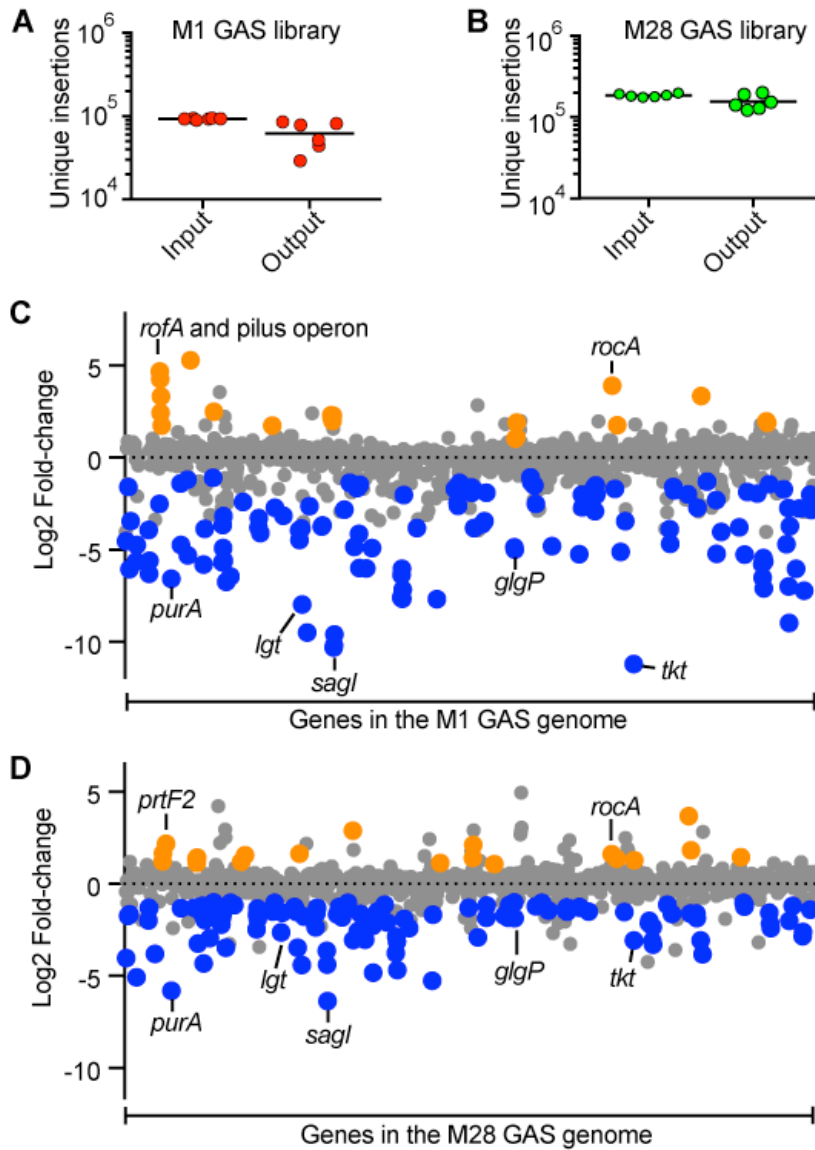 A
M1 GAS library
Unique insertions
10^6
10^5
10^4
Input
Output
B
M28 GAS library
Unique insertions
10^6
10^5
10^4
Input
Output
C
Log2 Fold-change
5
0
-5
-10
rofA and pilus operon
rocA
purA
lgt
sagI
glgP
tkt
Genes in the M1 GAS genome
D
Log2 Fold-change
5
0
-5
-10
prtF2
rocA
purA
lgt
sagI
glgP
tkt
Genes in the M28 GAS genome